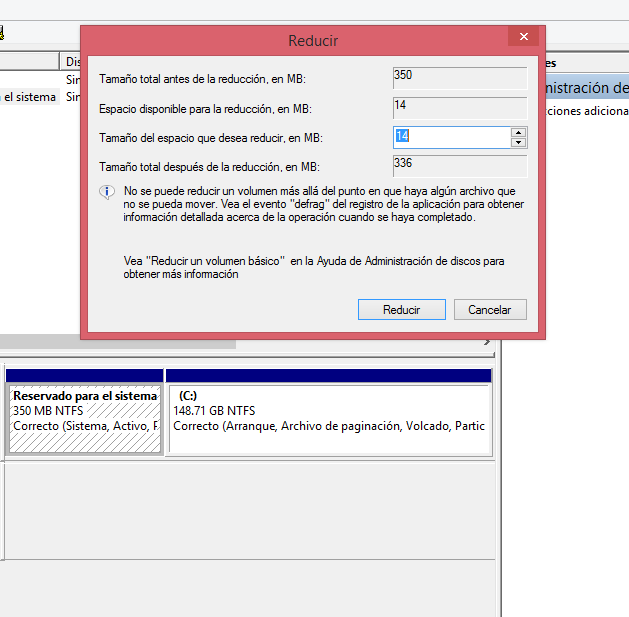 Reducir
Dis
es
Sin
el sistema
Sin
nistración de
ciones adiciona
Tamaño total antes de la reducción, en MB:
350
Espacio disponible para la reducción, en MB:
14
Tamaño del espacio que desea reducir, en MB:
14
Tamaño total después de la reducción, en MB:
336
No se puede reducir un volumen más allá del punto en que haya algún archivo que
no se pueda mover. Vea el evento "defrag" del registro de la aplicación para obtener
información detallada acerca de la operación cuando se haya completado.
Vea "Reducir un volumen básico" en la Ayuda de Administración de discos para
obtener más información
Reducir
Cancelar
Reservado para el sistema
350 MB NTFS
Correcto (Sistema, Activo, P
(C:)
148.71 GB NTFS
Correcto (Arranque, Archivo de paginación, Volcado, Partic